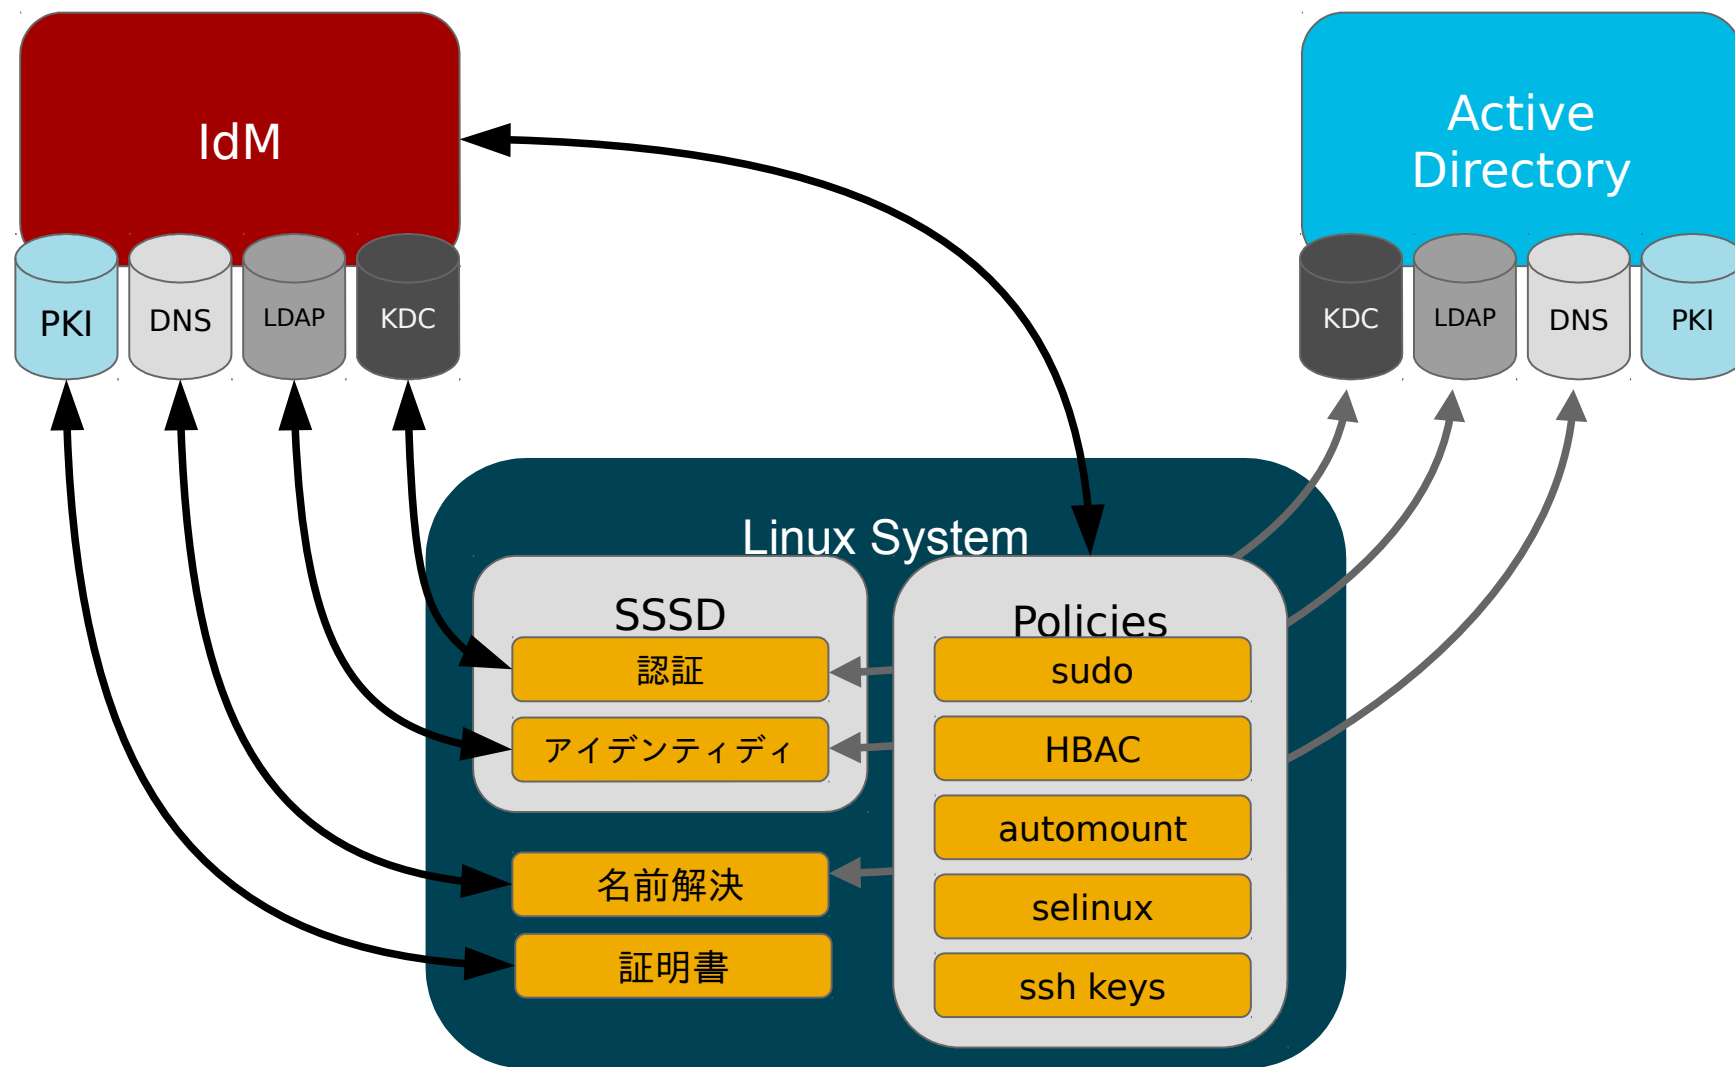 IdM
Active
Directory
PKI
DNS
LDAP
KDC
KDC
LDAP
DNS
PKI
Linux System
SSSD
認証
アイデンティディ
名前解決
証明書
Policies
sudo
HBAC
automount
selinux
ssh keys